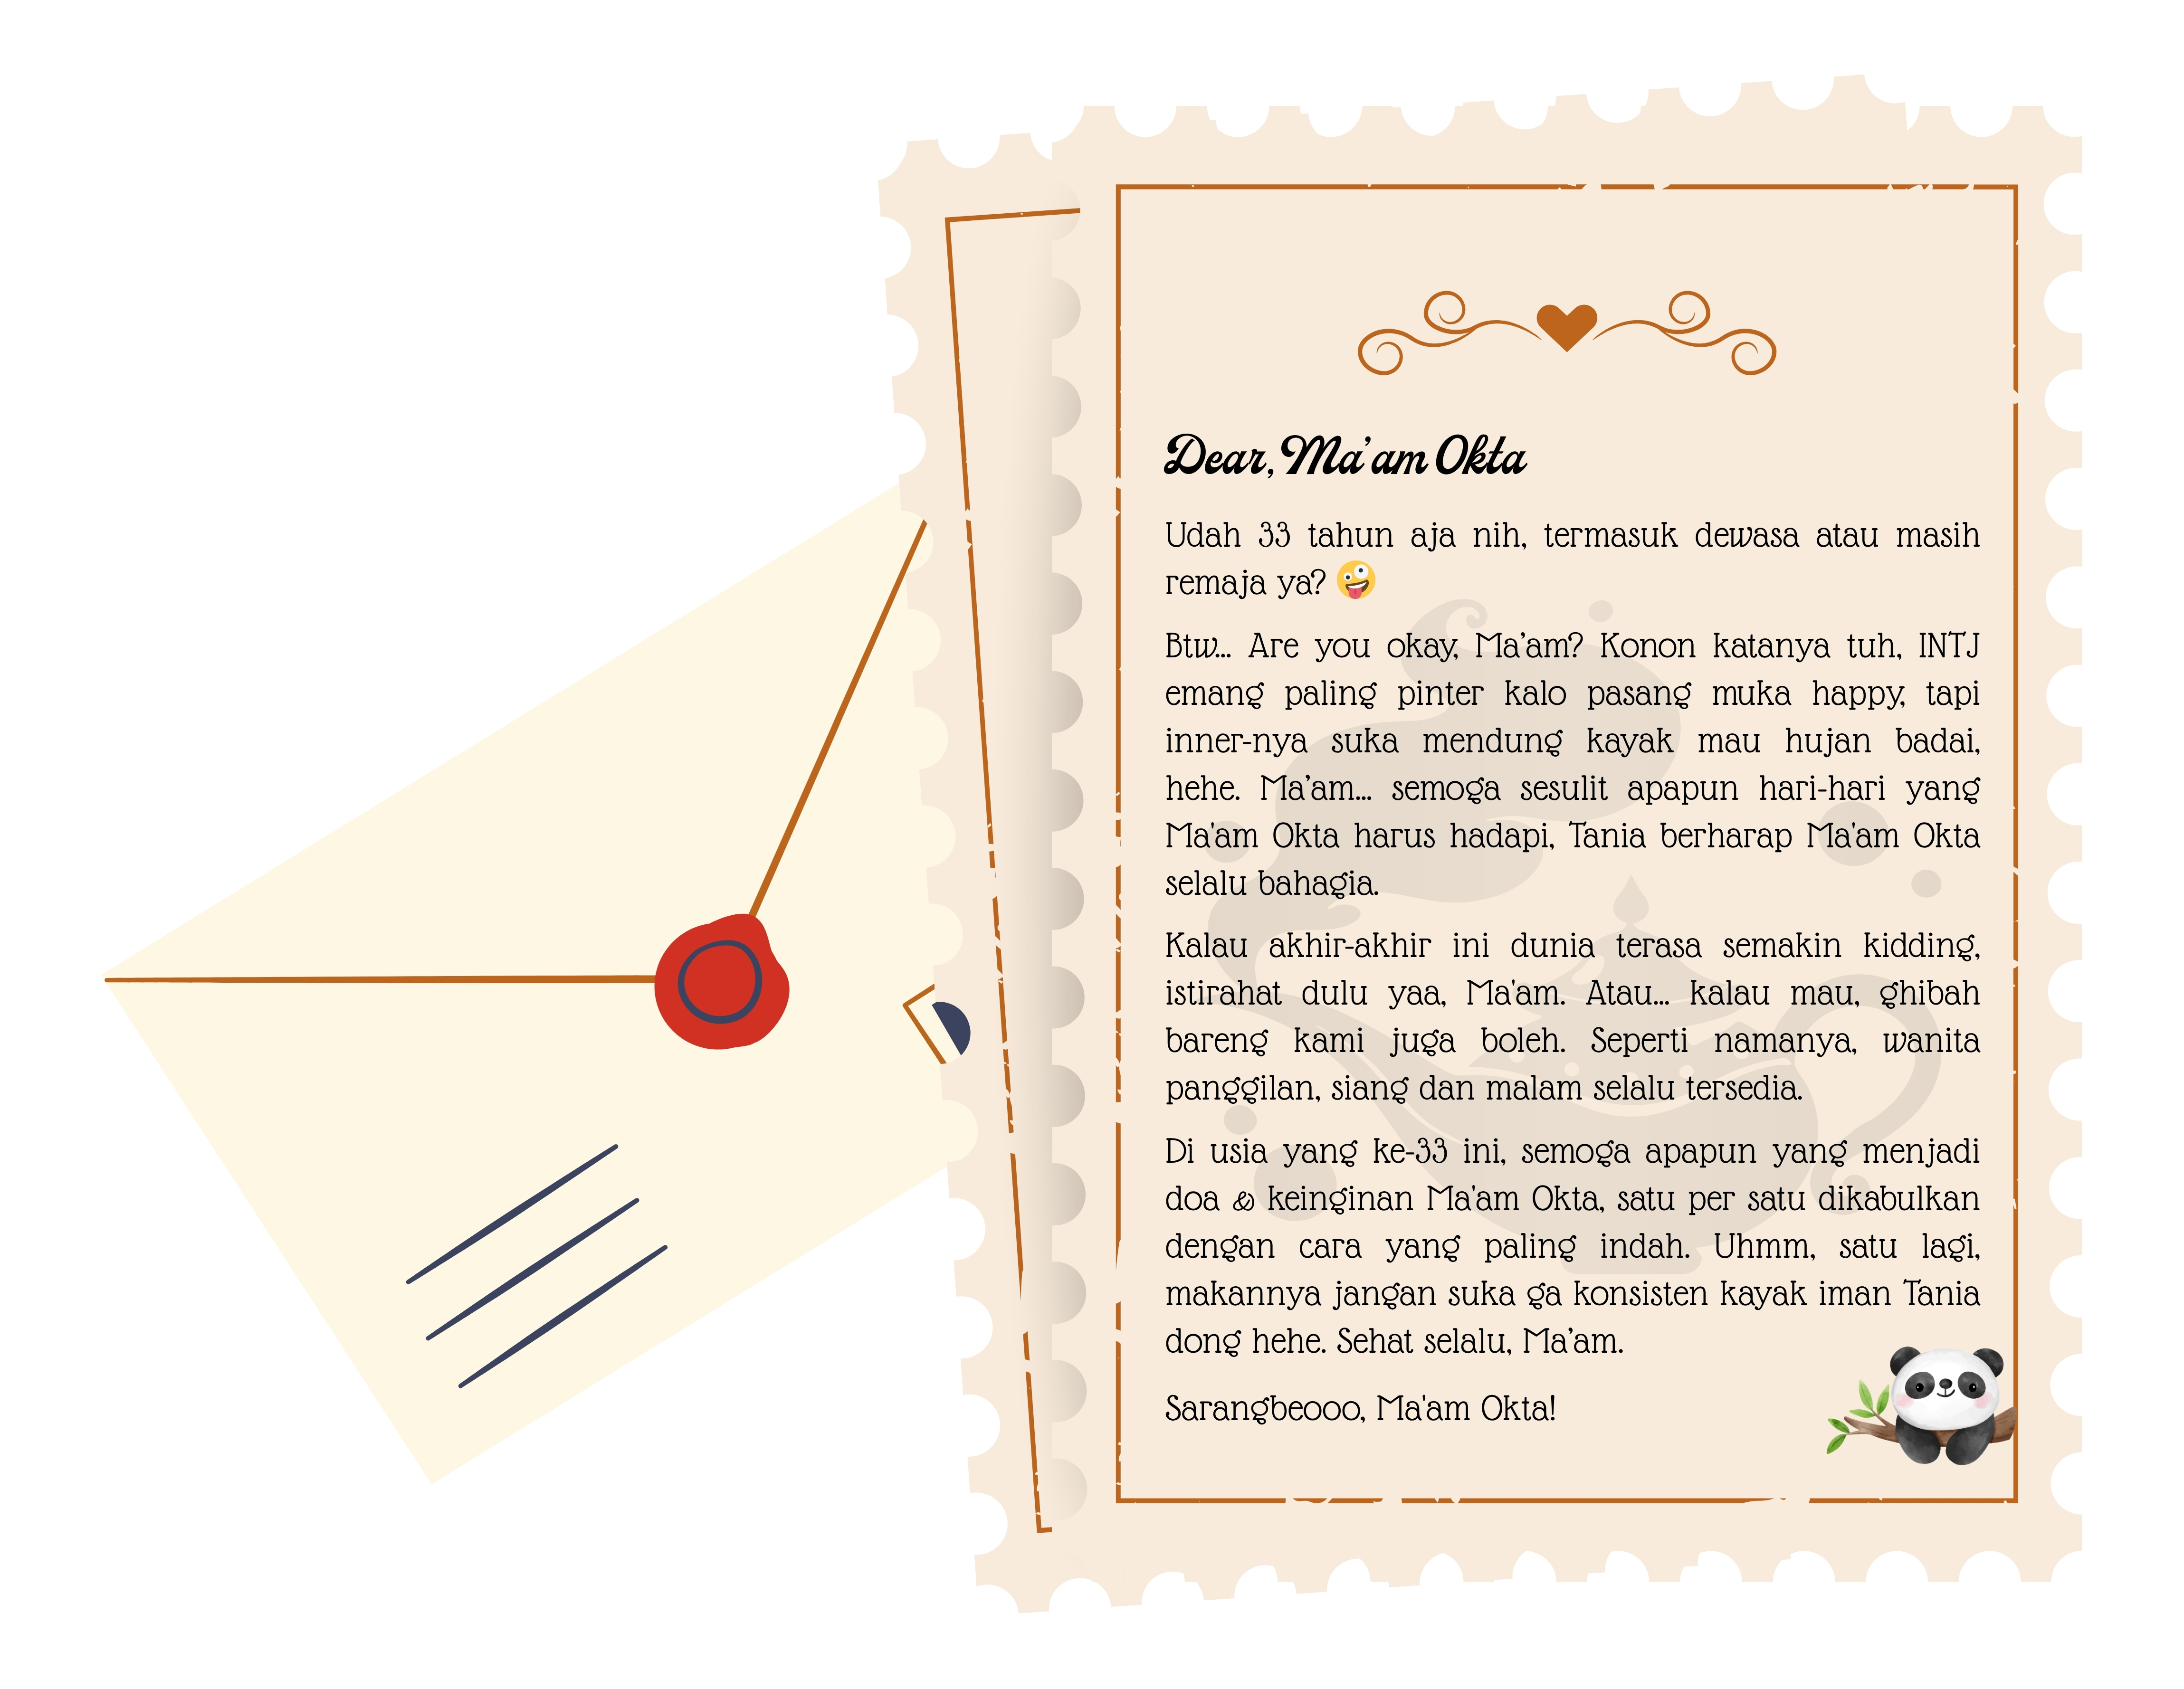 Dear, Ma'am Okta
Udah 33 tahun aja nih, termasuk dewasa atau masih
remaja ya? 🤪
Btw... Are you okay, Ma’am? Konon katanya tuh, INTJ
emang paling pinter kalo pasang muka happy, tapi
inner-nya suka mendung kayak mau hujan badai,
hehe. Ma’am... semoga sesulit apapun hari-hari yang
Ma'am Okta harus hadapi, Tania berharap Ma'am Okta
selalu bahagia.
Kalau akhir-akhir ini dunia terasa semakin kidding,
istirahat dulu yaa, Ma'am. Atau... kalau mau, ghibah
bareng kami juga boleh. Seperti namanya, wanita
panggilan, siang dan malam selalu tersedia.
Di usia yang ke-33 ini, semoga apapun yang menjadi
doa & keinginan Ma'am Okta, satu per satu dikabulkan
dengan cara yang paling indah. Uhmm, satu lagi,
makannya jangan suka ga konsisten kayak iman Tania
dong hehe. Sehat selalu, Ma’am.
Sarangbeooo, Ma'am Okta!